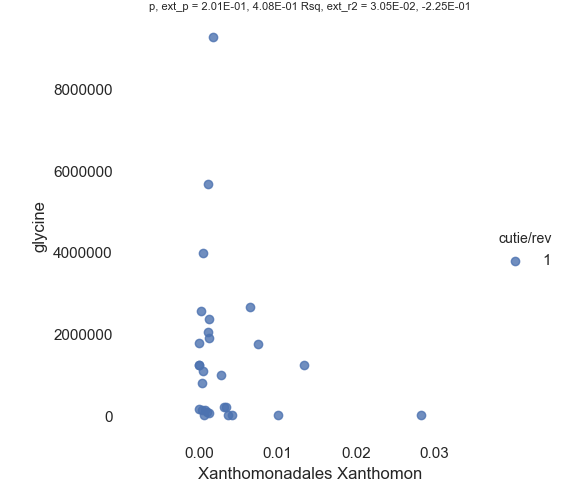 p, ext_p = 2.01E-01, 4.08E-01 Rsq, ext_r2 = 3.05E-02, -2.25E-01
8000000
6000000
4000000
2000000
0
glycine
0.00 0.01 0.02 0.03
Xanthomonadales Xanthomon
cutie/rev
1